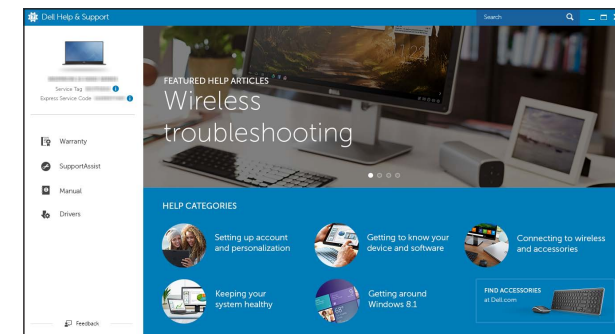 Dell Help & Support
Search
Service Tag
Express Service Code
Warranty
SupportAssist
Manual
Drivers
Feedback
FEATURED HELP ARTICLES
Wireless
troubleshooting
HELP CATEGORIES
Setting up account
and personalization
Getting to know your
device and software
Connecting to wireless
and accessories
Keeping your
system healthy
Getting around
Windows 8.1
FIND ACCESSORIES
at Dell.com